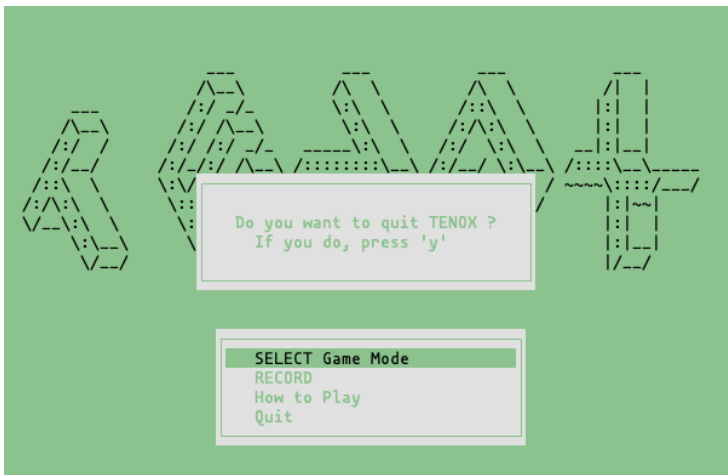 Do you want to quit TENOX ?
If you do, press 'y'
SELECT Game Mode
RECORD
How to Play
Quit